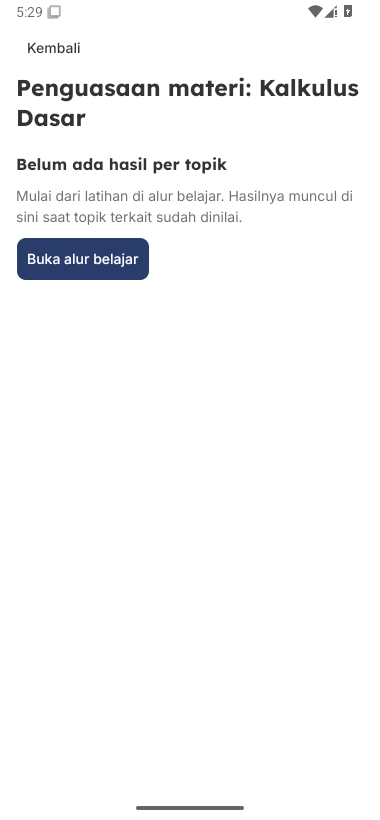 5:29
Kembali
Penguasaan materi: Kalkulus
Dasar
Belum ada hasil per topik
Mulai dari latihan di alur belajar. Hasilnya muncul di
sini saat topik terkait sudah dinilai.
Buka alur belajar